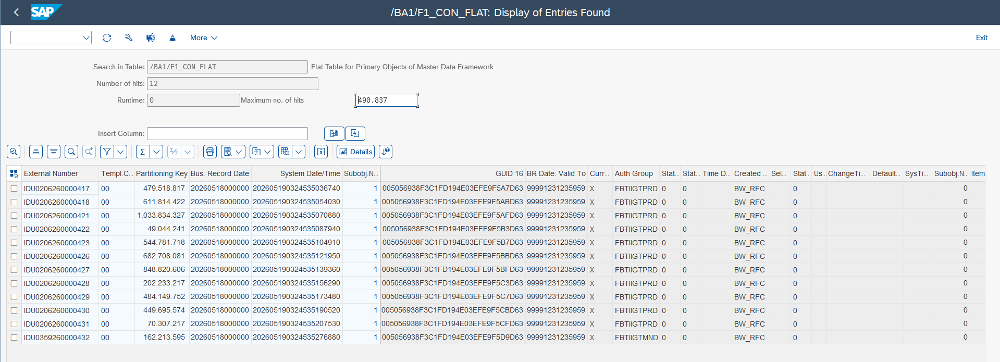 SAP /BA1/F1_CON_FLAT: Display of Entries Found
More Exit
Search in Table: /BA1/F1_CON_FLAT Flat Table for Primary Objects of Master Data Framework
Number of hits: 12
Runtime: 0 Maximum no. of hits 490.837
Insert Column:
Details
External Number Templ.C... Partitioning Key Bus. Record Date System Date/Time Subobj.N... GUID 16 BR Date: Valid To Curr... Auth Group Stat... Stat... Time D... Created ... Sel... Stat... Us... ChangeTi... Default... SysTi... Subobj.N... Item
IDU0206260000417 00 479.518.817 20260518000000 202605190324535036740 1 005056938F3C1FD194E03EFE9F5A7D63 99991231235959 X FBTIIGTPRD 0 0 BW_RFC 0 0
IDU0206260000418 00 611.814.422 20260518000000 202605190324535054030 1 005056938F3C1FD194E03EFE9F5ABD63 99991231235959 X FBTIIGTPRD 0 0 BW_RFC 0 0
IDU0206260000421 00 1.033.834.327 20260518000000 202605190324535070880 1 005056938F3C1FD194E03EFE9F5AFD63 99991231235959 X FBTIIGTPRD 0 0 BW_RFC 0 0
IDU0206260000422 00 49.044.241 20260518000000 202605190324535087940 1 005056938F3C1FD194E03EFE9F5B3D63 99991231235959 X FBTIIGTPRD 0 0 BW_RFC 0 0
IDU0206260000423 00 544.781.718 20260518000000 202605190324535104910 1 005056938F3C1FD194E03EFE9F5B7D63 99991231235959 X FBTIIGTPRD 0 0 BW_RFC 0 0
IDU0206260000426 00 682.708.081 20260518000000 202605190324535121950 1 005056938F3C1FD194E03EFE9F5BBD63 99991231235959 X FBTIIGTPRD 0 0 BW_RFC 0 0
IDU0206260000427 00 848.820.606 20260518000000 202605190324535139360 1 005056938F3C1FD194E03EFE9F5BFD63 99991231235959 X FBTIIGTPRD 0 0 BW_RFC 0 0
IDU0206260000428 00 202.233.217 20260518000000 202605190324535156290 1 005056938F3C1FD194E03EFE9F5C3D63 99991231235959 X FBTIIGTPRD 0 0 BW_RFC 0 0
IDU0206260000429 00 484.149.752 20260518000000 202605190324535173480 1 005056938F3C1FD194E03EFE9F5C7D63 99991231235959 X FBTIIGTPRD 0 0 BW_RFC 0 0
IDU0206260000430 00 449.695.574 20260518000000 202605190324535190520 1 005056938F3C1FD194E03EFE9F5CBD63 99991231235959 X FBTIIGTPRD 0 0 BW_RFC 0 0
IDU0206260000431 00 70.307.217 20260518000000 202605190324535207530 1 005056938F3C1FD194E03EFE9F5CFD63 99991231235959 X FBTIIGTPRD 0 0 BW_RFC 0 0
IDU0359260000432 00 162.213.595 20260518000000 202605190324535276880 1 005056938F3C1FD194E03EFE9F5D9D63 99991231235959 X FBTIIGTMND 0 0 BW_RFC 0 0